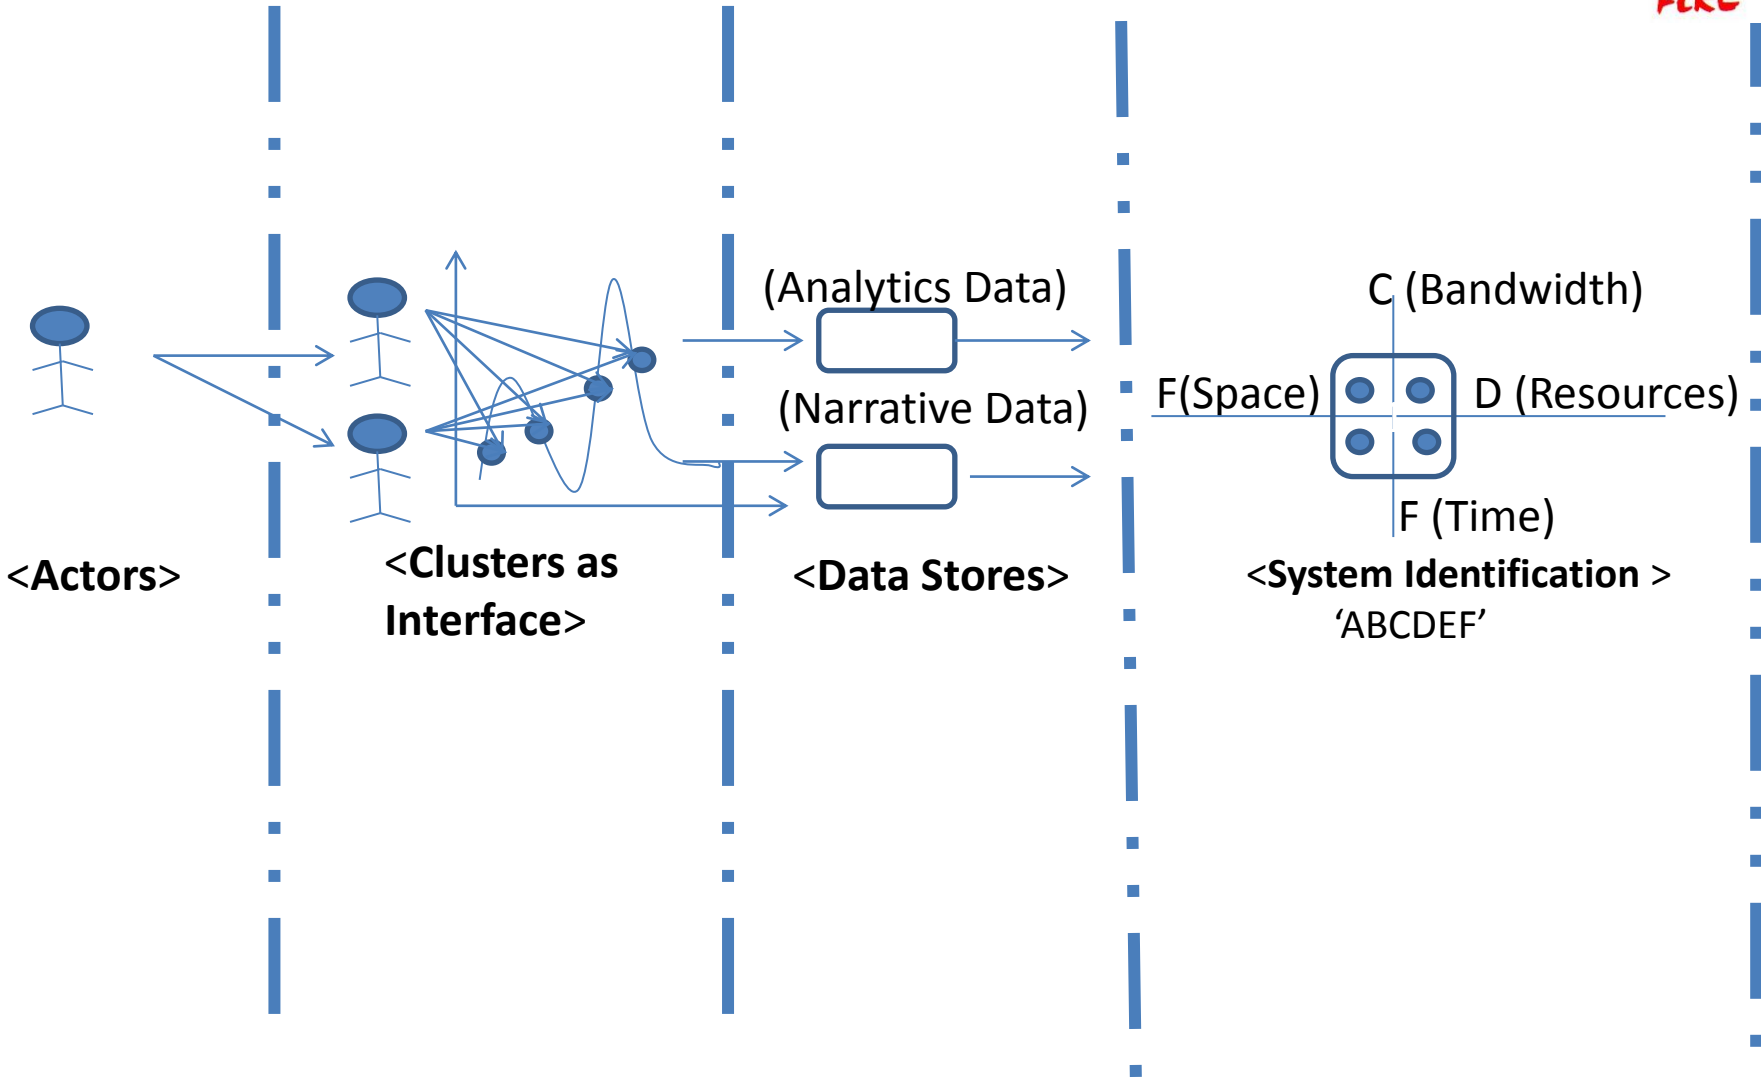 (Analytics Data)
C (Bandwidth)
F(Space)
D (Resources)
(Narrative Data)
F (Time)
<Actors>
<Clusters as
Interface>
<Data Stores>
<System Identification >
‘ABCDEF’